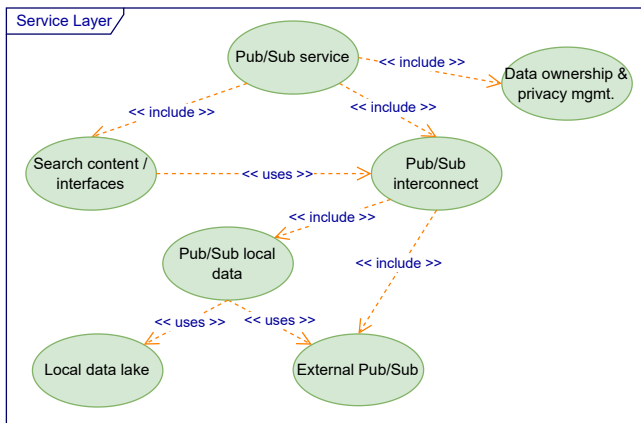 Service Layer
Pub/Sub service
<< include >>
Data ownership &
privacy mgmt.
<< include >>
<< include >>
Search content /
interfaces
<< uses >>
Pub/Sub
interconnect
<< include >>
Pub/Sub local
data
<< include >>
<< uses >>
<< uses >>
Local data lake
External Pub/Sub